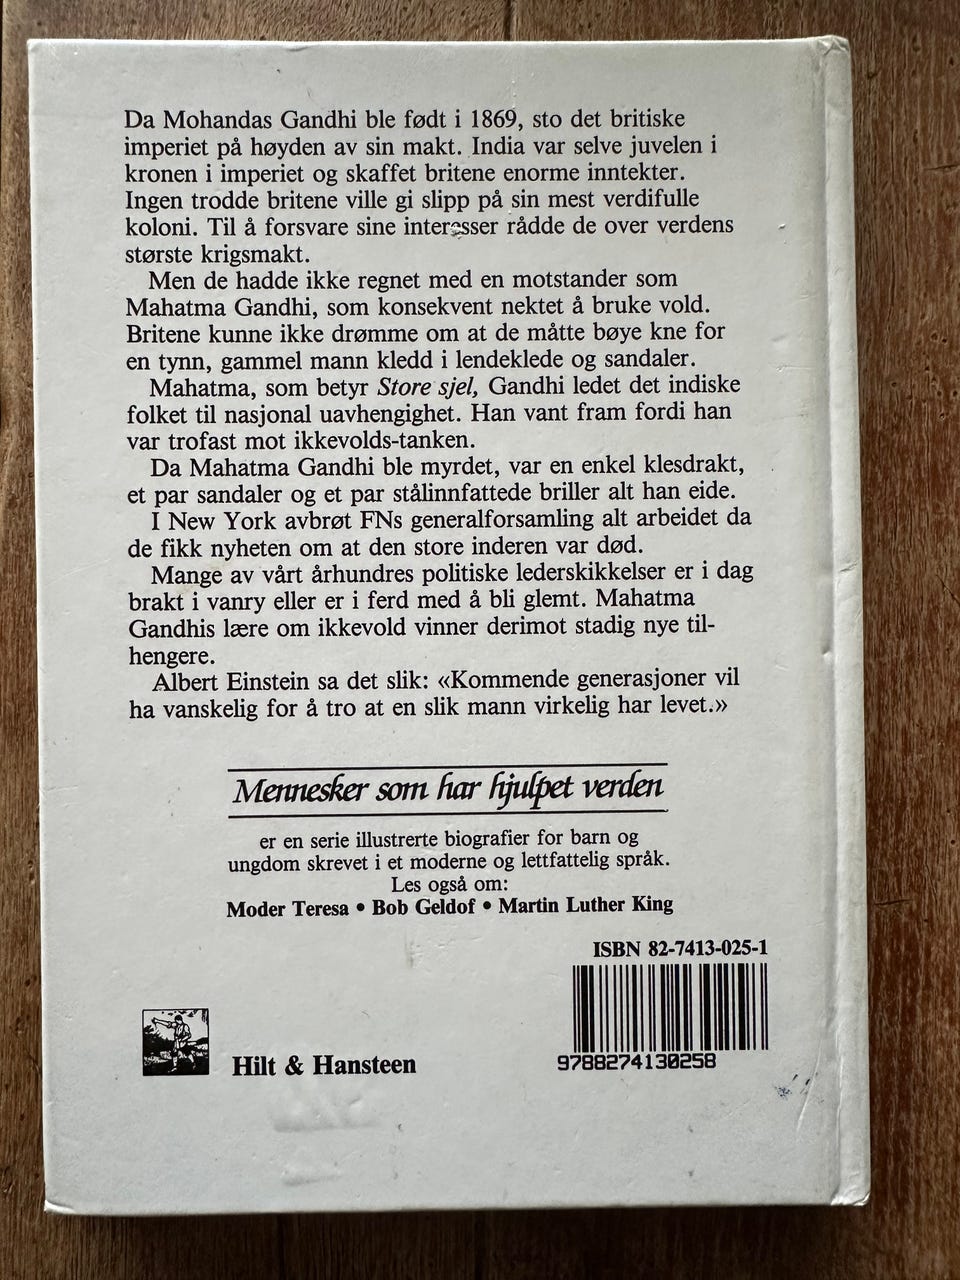 Da Mohandas Gandhi ble født i 1869, sto det britiske
imperiet på høyden av sin makt. India var selve juvelen i
kronen i imperiet og skaffet britene enorme inntekter.
Ingen trodde britene ville gi slipp på sin mest verdifulle
koloni. Til å forsvare sine interesser rådde de over verdens
største krigsmakt.
Men de hadde ikke regnet med en motstander som
Mahatma Gandhi, som konsekvent nektet å bruke vold.
Britene kunne ikke drømme om at de måtte bøye kne for
en tynn, gammel mann kledd i lendeklede og sandaler.
Mahatma, som betyr Store sjel, Gandhi ledet det indiske
folket til nasjonal uavhengighet. Han vant fram fordi han
var trofast mot ikkevolds-tanken.
Da Mahatma Gandhi ble myrdet, var en enkel klesdrakt,
et par sandaler og et par stålinnfattede briller alt han eide.
I New York avbrøt FNs generalforsamling alt arbeidet da
de fikk nyheten om at den store inderen var død.
Mange av vårt århundres politiske lederskikkelser er i dag
brakt i vanry eller er i ferd med å bli glemt. Mahatma
Gandhis lære om ikkevold vinner derimot stadig nye til-
hengere.
Albert Einstein sa det slik: «Kommende generasjoner vil
ha vanskelig for å tro at en slik mann virkelig har levet.»
Mennesker som har hjulpet verden
er en serie illustrerte biografier for barn og
ungdom skrevet i et moderne og lettfattelig språk.
Les også om:
Moder Teresa • Bob Geldof • Martin Luther King
ISBN 82-7413-025-1
9788274130258
Hilt & Hansteen